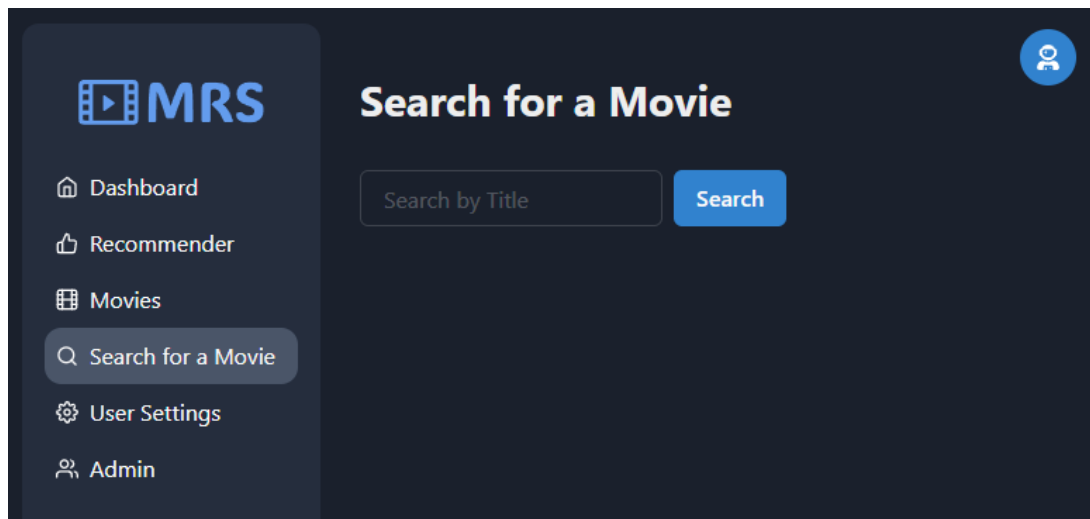 MRS
Dashboard
Recommender
Movies
Search for a Movie
User Settings
Admin
Search for a Movie
Search by Title
Search